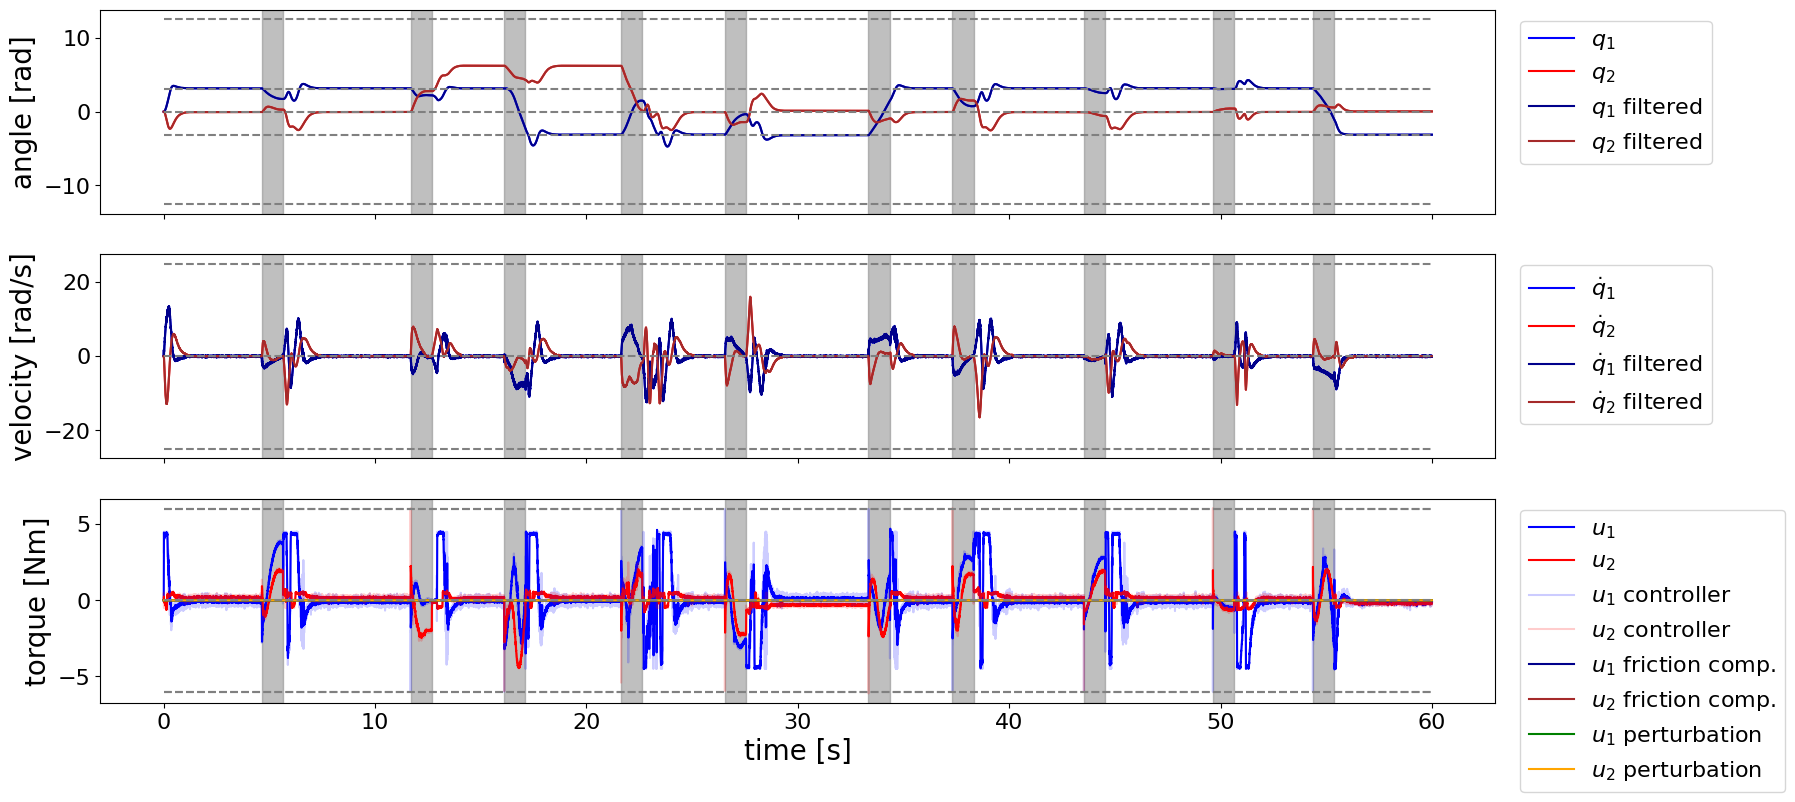 angle [rad]
10
0
−10
q₁
q₂
q₁ filtered
q₂ filtered
velocity [rad/s]
20
0
−20
q̇₁
q̇₂
q̇₁ filtered
q̇₂ filtered
torque [Nm]
5
0
−5
0 10 20 30 40 50 60
time [s]
u₁
u₂
u₁ controller
u₂ controller
u₁ friction comp.
u₂ friction comp.
u₁ perturbation
u₂ perturbation